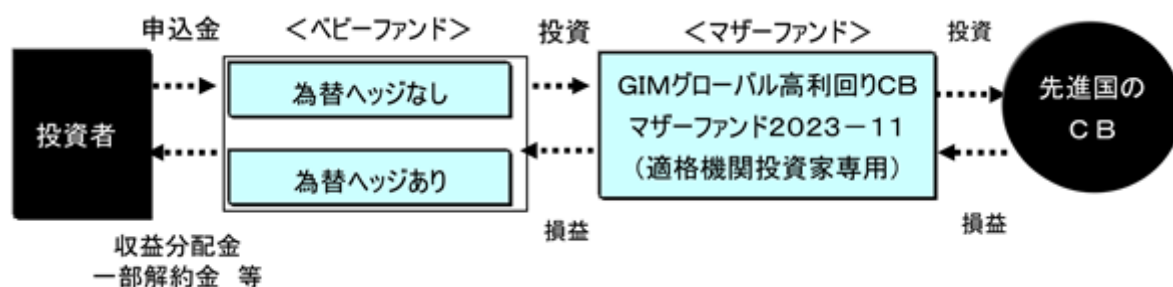 申込金
<ベビーファンド>
投資
<マザーファンド>
投資
投資者
為替ヘッジなし
為替ヘッジあり
GIMグローバル高利回りCB
マザーファンド2023－11
（適格機関投資家専用）
先進国の
CB
収益分配金
一部解約金 等
損益
損益